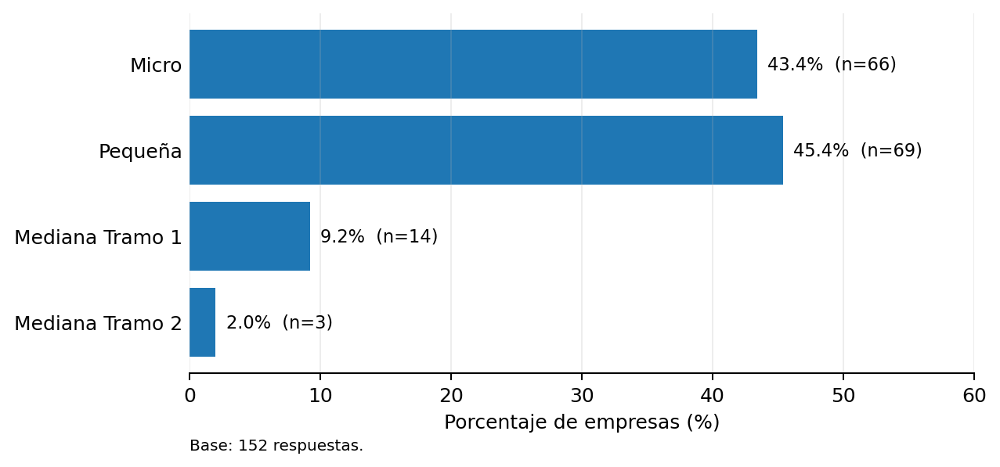 Micro 43.4% (n=66)
Pequeña 45.4% (n=69)
Mediana Tramo 1 9.2% (n=14)
Mediana Tramo 2 2.0% (n=3)
0 10 20 30 40 50 60
Porcentaje de empresas (%)
Base: 152 respuestas.